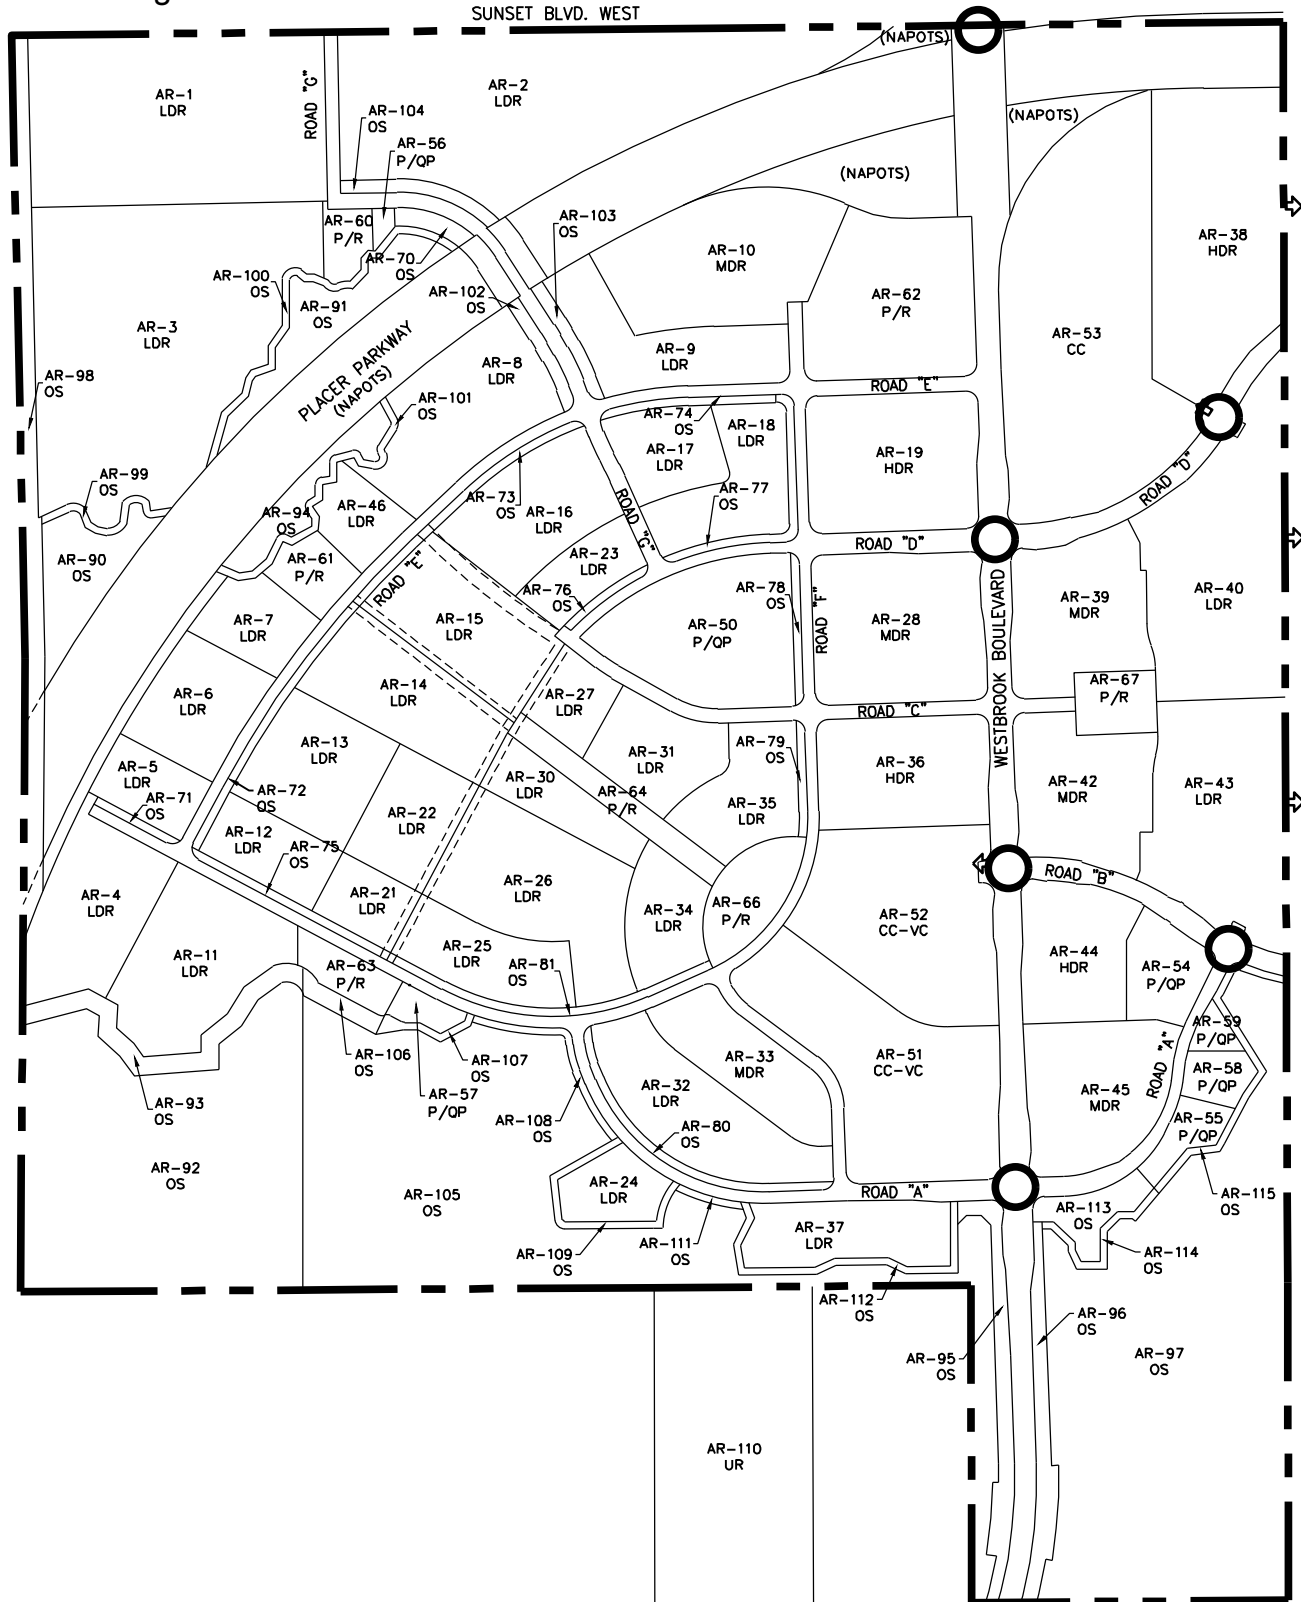 SUNSET BLVD. WEST
(NAPOTS)
AR-1
LDR
ROAD "G"
AR-2
LDR
AR-104
OS
AR-56
P/QP
(NAPOTS)
(NAPOTS)
AR-60
P/R
AR-103
OS
AR-70
OS
AR-10
MDR
AR-38
HDR
AR-100
OS
AR-91
OS
AR-102
OS
AR-62
P/R
AR-3
LDR
AR-53
CC
PLACER PARKWAY
(NAPOTS)
AR-8
LDR
AR-9
LDR
AR-98
OS
ROAD "E"
AR-101
OS
AR-74
OS
AR-18
LDR
AR-17
LDR
AR-19
HDR
AR-99
OS
ROAD "D"
AR-77
OS
AR-73
OS
AR-16
LDR
ROAD "G"
AR-46
LDR
AR-94
OS
AR-61
P/R
AR-23
LDR
ROAD "D"
AR-90
OS
ROAD "E"
AR-76
OS
AR-78
OS
ROAD "F"
AR-39
MDR
AR-40
LDR
AR-7
LDR
AR-15
LDR
AR-50
P/QP
AR-28
MDR
WESTBROOK BOULEVARD
AR-6
LDR
AR-14
LDR
AR-27
LDR
AR-67
P/R
ROAD "C"
AR-13
LDR
AR-31
LDR
AR-79
OS
AR-36
HDR
AR-5
LDR
AR-71
OS
AR-72
OS
AR-30
LDR
AR-64
P/R
AR-42
MDR
AR-43
LDR
AR-22
LDR
AR-35
LDR
AR-12
LDR
AR-75
OS
AR-4
LDR
AR-21
LDR
AR-26
LDR
ROAD "B"
AR-34
LDR
AR-66
P/R
AR-52
CC-VC
AR-11
LDR
AR-63
P/R
AR-25
LDR
AR-81
OS
AR-44
HDR
AR-54
P/QP
AR-59
P/QP
AR-106
OS
AR-107
OS
AR-57
P/QP
AR-33
MDR
AR-51
CC-VC
ROAD "A"
AR-58
P/QP
AR-93
OS
AR-32
LDR
AR-45
MDR
AR-108
OS
AR-80
OS
AR-55
P/QP
AR-92
OS
AR-105
OS
AR-24
LDR
ROAD "A"
AR-115
OS
AR-113
OS
AR-37
LDR
AR-109
OS
AR-111
OS
AR-114
OS
AR-112
OS
AR-96
OS
AR-95
OS
AR-97
OS
AR-110
UR